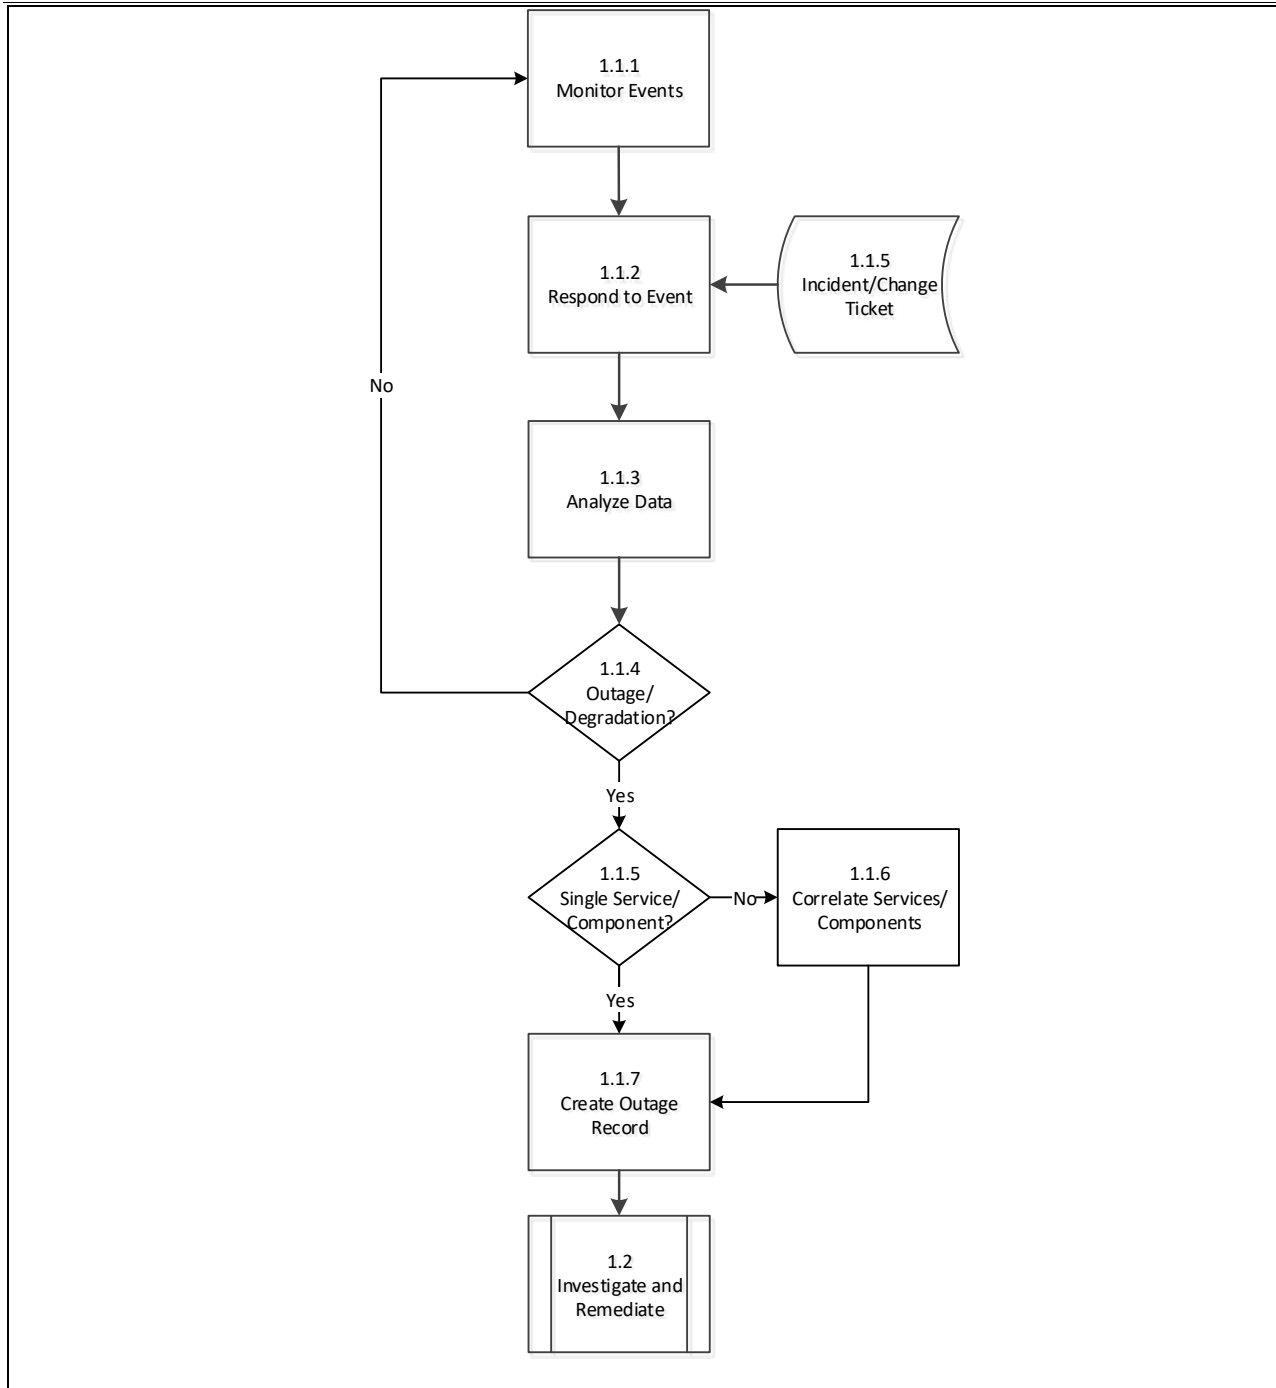 1.1.1
Monitor Events
1.1.2
Respond to Event
1.1.5
Incident/Change
Ticket
No
1.1.3
Analyze Data
1.1.4
Outage/
Degradation?
Yes
1.1.5
Single Service/
Component?
No
1.1.6
Correlate Services/
Components
Yes
1.1.7
Create Outage
Record
1.2
Investigate and
Remediate